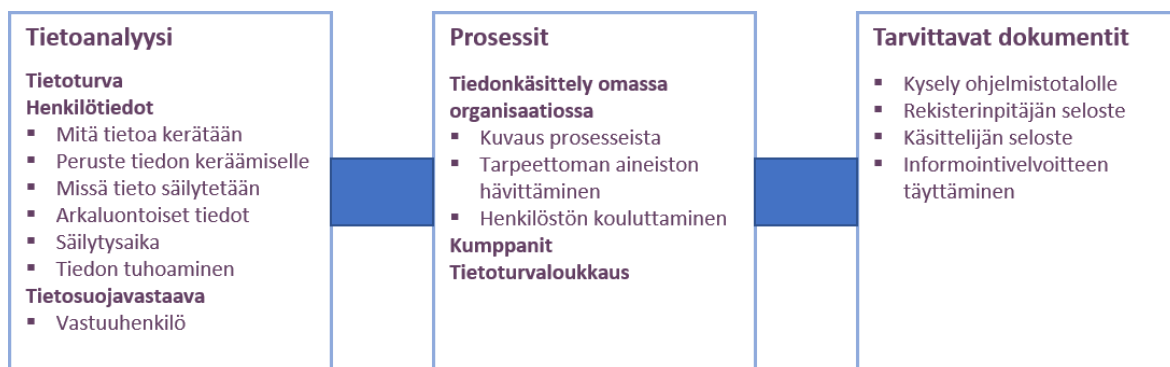 Tietoanalyysi
Tietoturva
Henkilötiedot
▪ Mitä tietoa kerätään
▪ Peruste tiedon keräämiselle
▪ Missä tieto säilytetään
▪ Arkaluontoiset tiedot
▪ Säilytysaika
▪ Tiedon tuhoaminen
Tietosuojavastaava
▪ Vastuuhenkilö
Prosessit
Tiedonkäsittely omassa
organisaatiossa
▪ Kuvaus prosesseista
▪ Tarpeettoman aineiston
hävittäminen
▪ Henkilöstön kouluttaminen
Kumppanit
Tietoturvaloukkaus
Tarvittavat dokumentit
▪ Kysely ohjelmistotalolle
▪ Rekisterinpitäjän seloste
▪ Käsittelijän seloste
▪ Informointivelvoitteen
täyttäminen